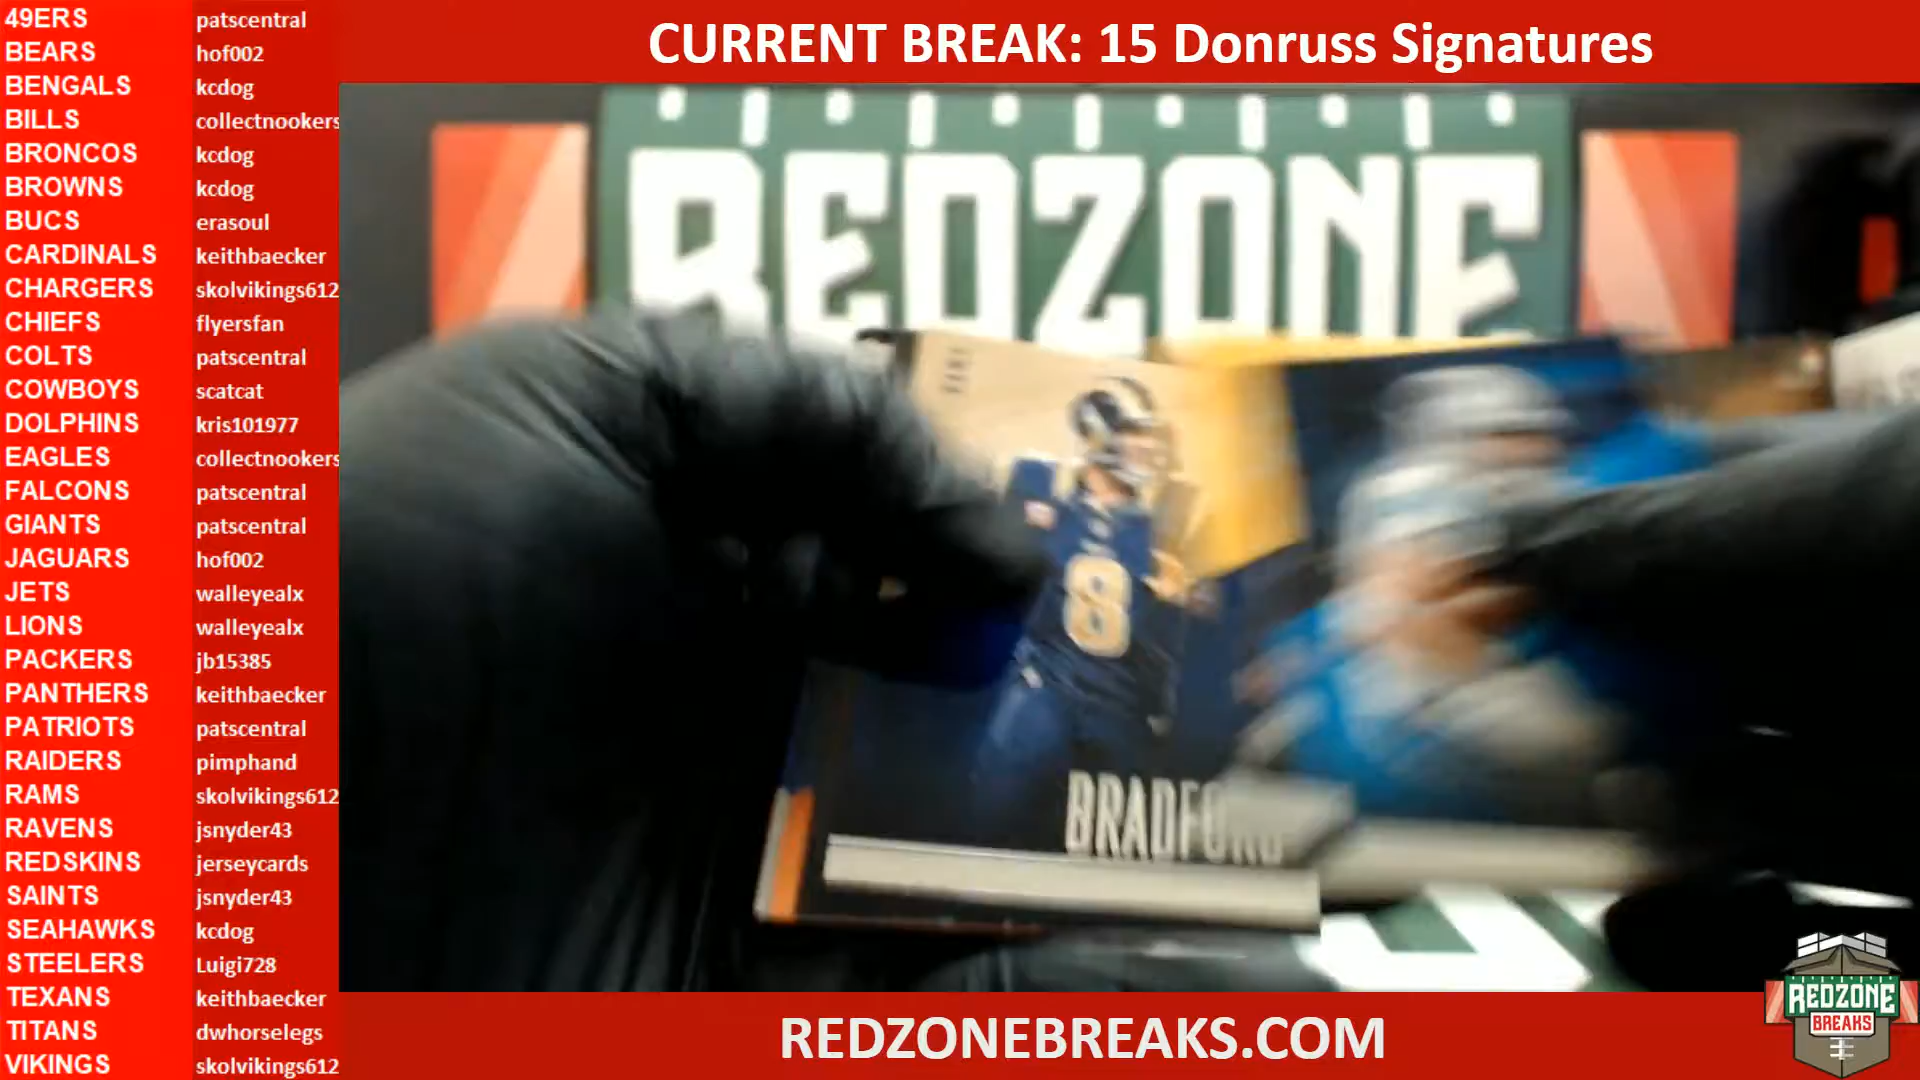 CURRENT BREAK: 15 Donruss Signatures
49ERS patscentral
BEARS hof002
BENGALS kcdog
BILLS collectnookers
BRONCOS kcdog
BROWNS kcdog
BUCS erasoul
CARDINALS keithbaecker
CHARGERS skolvikings612
CHIEFS flyersfan
COLTS patscentral
COWBOYS scatcat
DOLPHINS kris101977
EAGLES collectnookers
FALCONS patscentral
GIANTS patscentral
JAGUARS hof002
JETS walleyealx
LIONS walleyealx
PACKERS jb15385
PANTHERS keithbaecker
PATRIOTS patscentral
RAIDERS pimphand
RAMS skolvikings612
RAVENS jsnyder43
REDSKINS jerseycards
SAINTS jsnyder43
SEAHAWKS kcdog
STEELERS Luigi728
TEXANS keithbaecker
TITANS dwhorselegs
VIKINGS skolvikings612
REDZONE
8
BRADFORD
REDZONEBREAKS.COM
REDZONE
BREAKS